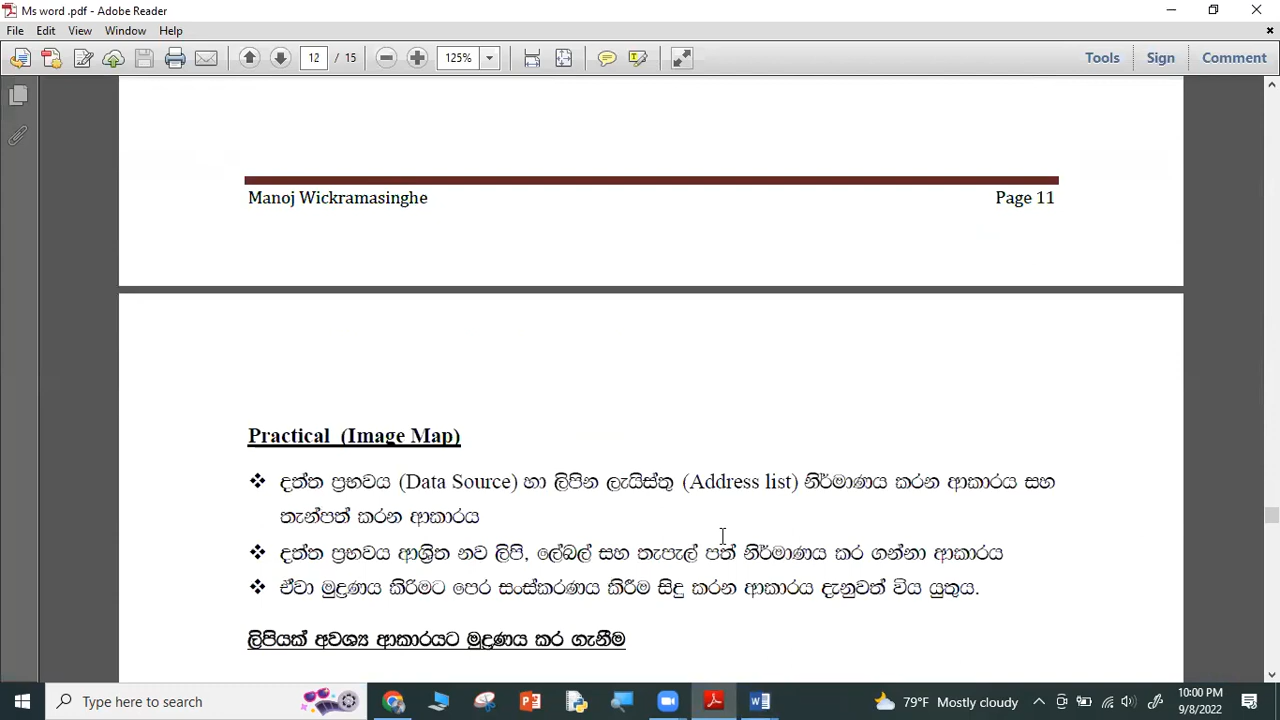 Ms word .pdf - Adobe Reader
File Edit View Window Help
12 / 15 125% Tools Sign Comment
Manoj Wickramasinghe Page 11
Practical (Image Map)
❖ දත්ත ප්‍රභවය (Data Source) හා ලිපින ලැයිස්තු (Address list) නිර්මාණය කරන ආකාරය සහ
තැන්පත් කරන ආකාරය
❖ දත්ත ප්‍රභවය ආශ්‍රිත නව ලිපි, ලේබල් සහ තැපැල් පත් නිර්මාණය කර ගන්නා ආකාරය
❖ ඒවා මුද්‍රණය කිරිමට පෙර සංස්කරණය කිරීම සිදු කරන ආකාරය දැනුවත් විය යුතුය.
ලිපියක් අවශ්‍ය ආකාරයට මුද්‍රණය කර ගැනීම
Type here to search 79°F Mostly cloudy 10:00 PM
9/8/2022